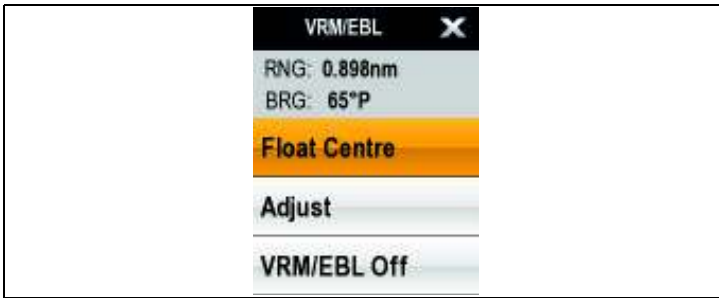 VRM/EBL X
RNG: 0.898nm
BRG: 65°P
Float Centre
Adjust
VRM/EBL Off